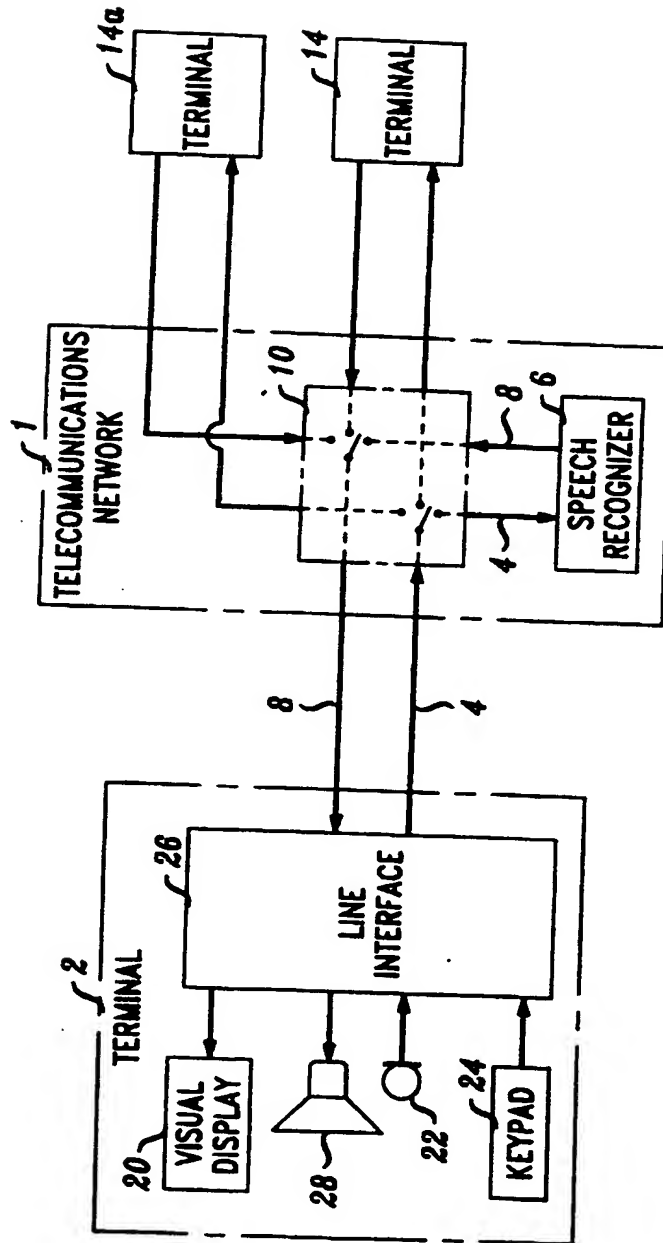 2
TERMINAL
20
VISUAL
DISPLAY
28
22
24
KEYPAD
26
LINE
INTERFACE
8
4
1
TELECOMMUNICATIONS
NETWORK
10
8
4
6
SPEECH
RECOGNIZER
14a
TERMINAL
14
TERMINAL